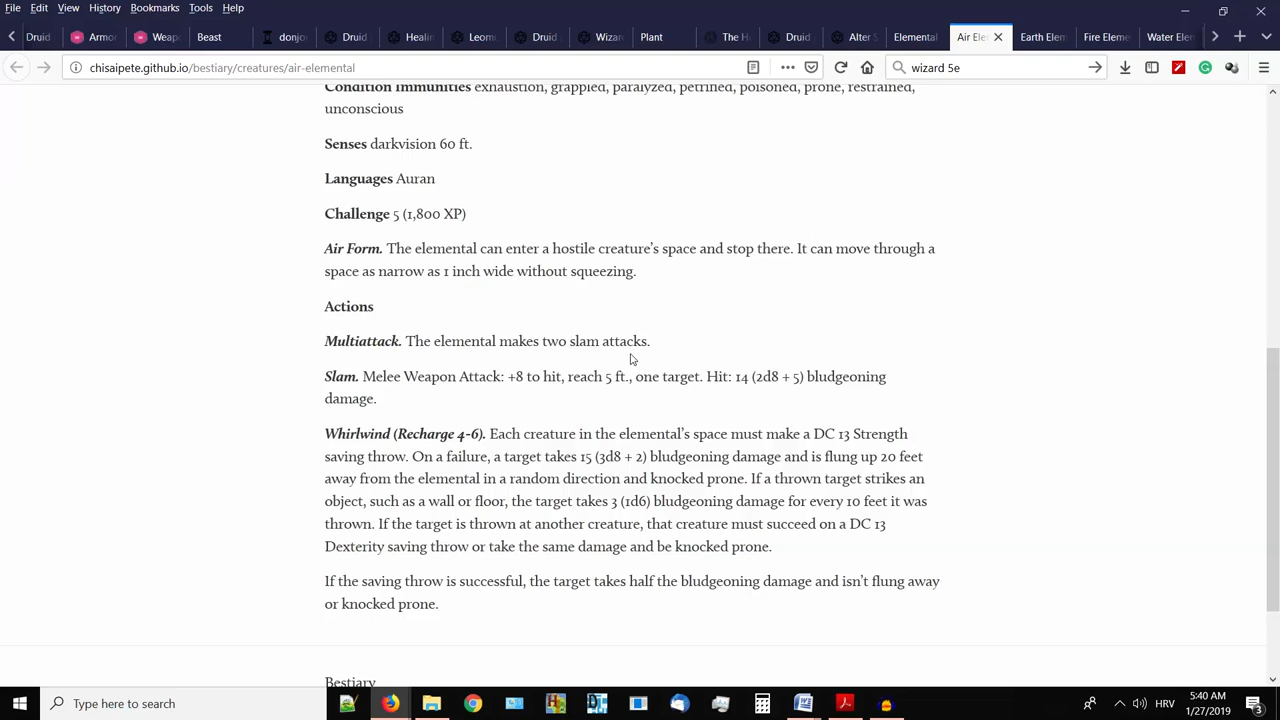 File Edit View History Bookmarks Tools Help
Druid Armor Weapo Beast donjo Druid Healin Leom Druid Wizar Plant The H Druid Alter S Elemental Air Ele Earth Elem Fire Eleme Water Elem
chisaipete.github.io/bestiary/creatures/air-elemental
wizard 5e
Condition Immunities exhaustion, grappled, paralyzed, petrified, poisoned, prone, restrained,
unconscious
Senses darkvision 60 ft.
Languages Auran
Challenge 5 (1,800 XP)
Air Form. The elemental can enter a hostile creature's space and stop there. It can move through a
space as narrow as 1 inch wide without squeezing.
Actions
Multiattack. The elemental makes two slam attacks.
Slam. Melee Weapon Attack: +8 to hit, reach 5 ft., one target. Hit: 14 (2d8 + 5) bludgeoning
damage.
Whirlwind (Recharge 4-6). Each creature in the elemental's space must make a DC 13 Strength
saving throw. On a failure, a target takes 15 (3d8 + 2) bludgeoning damage and is flung up 20 feet
away from the elemental in a random direction and knocked prone. If a thrown target strikes an
object, such as a wall or floor, the target takes 3 (1d6) bludgeoning damage for every 10 feet it was
thrown. If the target is thrown at another creature, that creature must succeed on a DC 13
Dexterity saving throw or take the same damage and be knocked prone.
If the saving throw is successful, the target takes half the bludgeoning damage and isn't flung away
or knocked prone.
Bestiary
Type here to search
HRV
5:40 AM
1/27/2019
3